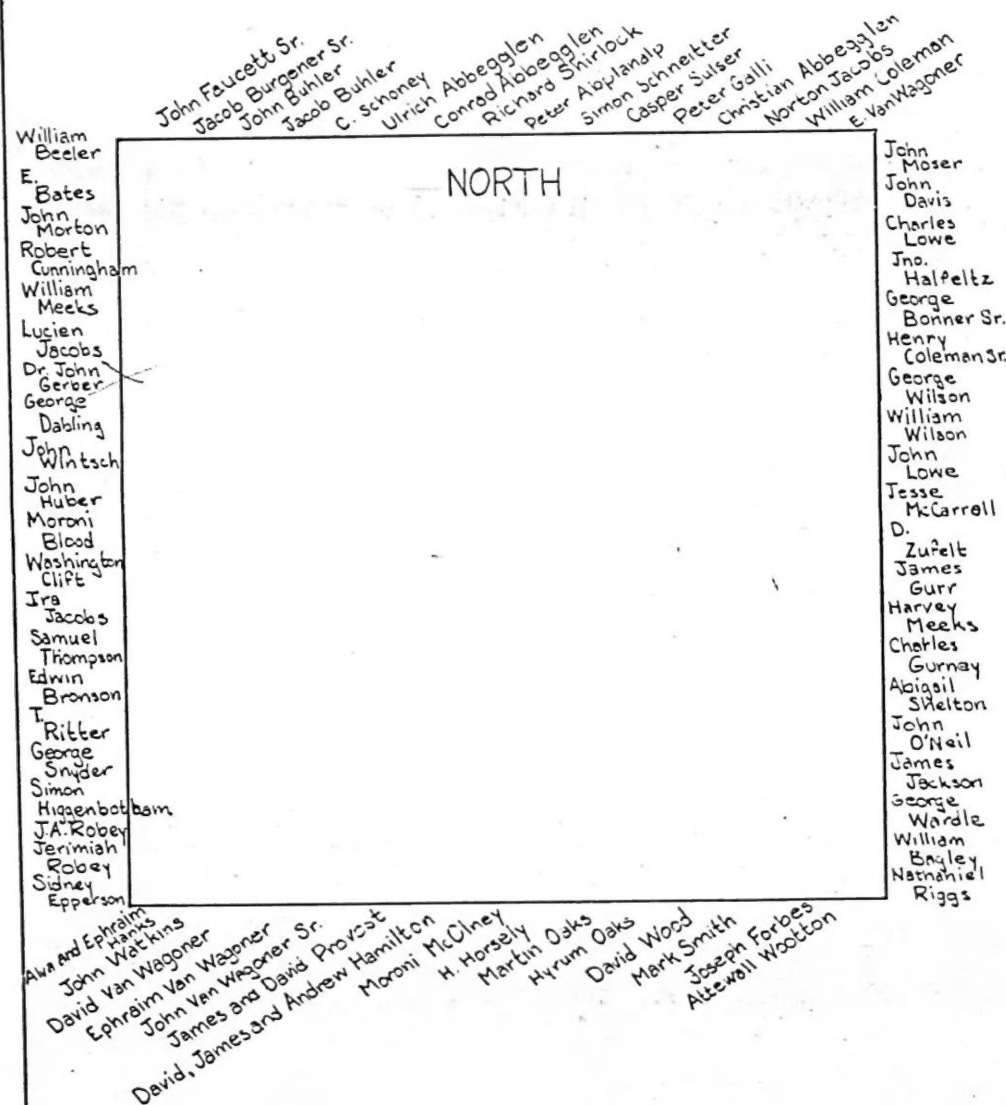 John Faucett Sr.
Jacob Burgener Sr.
John Buhler
Jacob Buhler
C. Schoney
Ulrich Abbegglen
Conrad Abbegglen
Richard Shirlock
Peter Abplanalp
Simon Schneitter
Casper Sulser
Peter Galli
Christian Abbegglen
Norton Jacobs
William Coleman
E. VanWagoner
NORTH
William
Beeler
E.
Bates
John
Morton
Robert
Cunningham
William
Meeks
Lucien
Jacobs
Dr. John
Gerber
George
Dabling
John
Wintsch
John
Huber
Moroni
Blood
Washington
Clift
Ira
Jacobs
Samuel
Thompson
Edwin
Bronson
T.
Ritter
George
Snyder
Simon
Higgenbotham
J.A. Robey
Jerimiah
Robey
Sidney
Epperson
John
Moser
John
Davis
Charles
Lowe
Jno.
Halfeltz
George
Bonner Sr.
Henry
Coleman Sr.
George
Wilson
William
Wilson
John
Lowe
Jesse
McCarrell
D.
Zufelt
James
Gurr
Harvey
Meeks
Charles
Gurnay
Abigail
Shelton
John
O'Neil
James
Jackson
George
Wardle
William
Bagley
Nathaniel
Riggs
Alva and Ephraim
Hanks
John Watkins
David Van Wagoner
Ephraim Van Wagoner
John Van Wagoner Sr.
James and David Provost
David, James and Andrew Hamilton
Moroni McOlney
H. Horsely
Martin Oaks
Hyrum Oaks
David Wood
Mark Smith
Joseph Forbes
Attewall Wootton